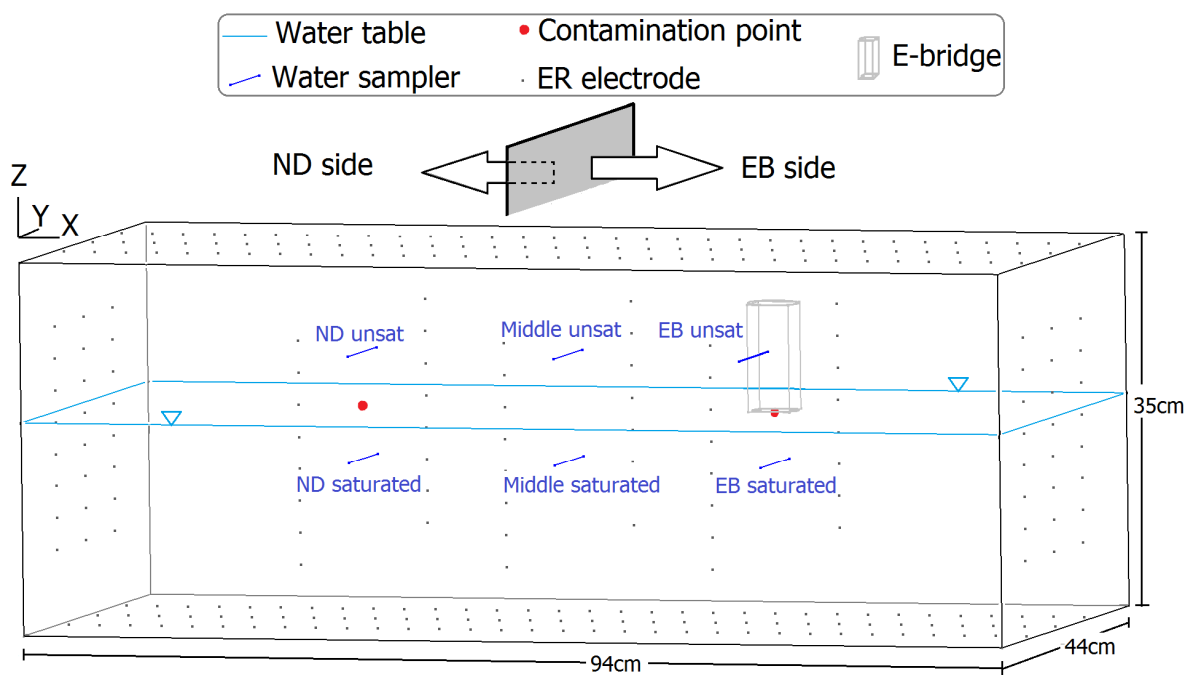 Water table
Contamination point
E-bridge
Water sampler
ER electrode
ND side
EB side
Z
Y
X
ND unsat
Middle unsat
EB unsat
35cm
ND saturated
Middle saturated
EB saturated
44cm
94cm